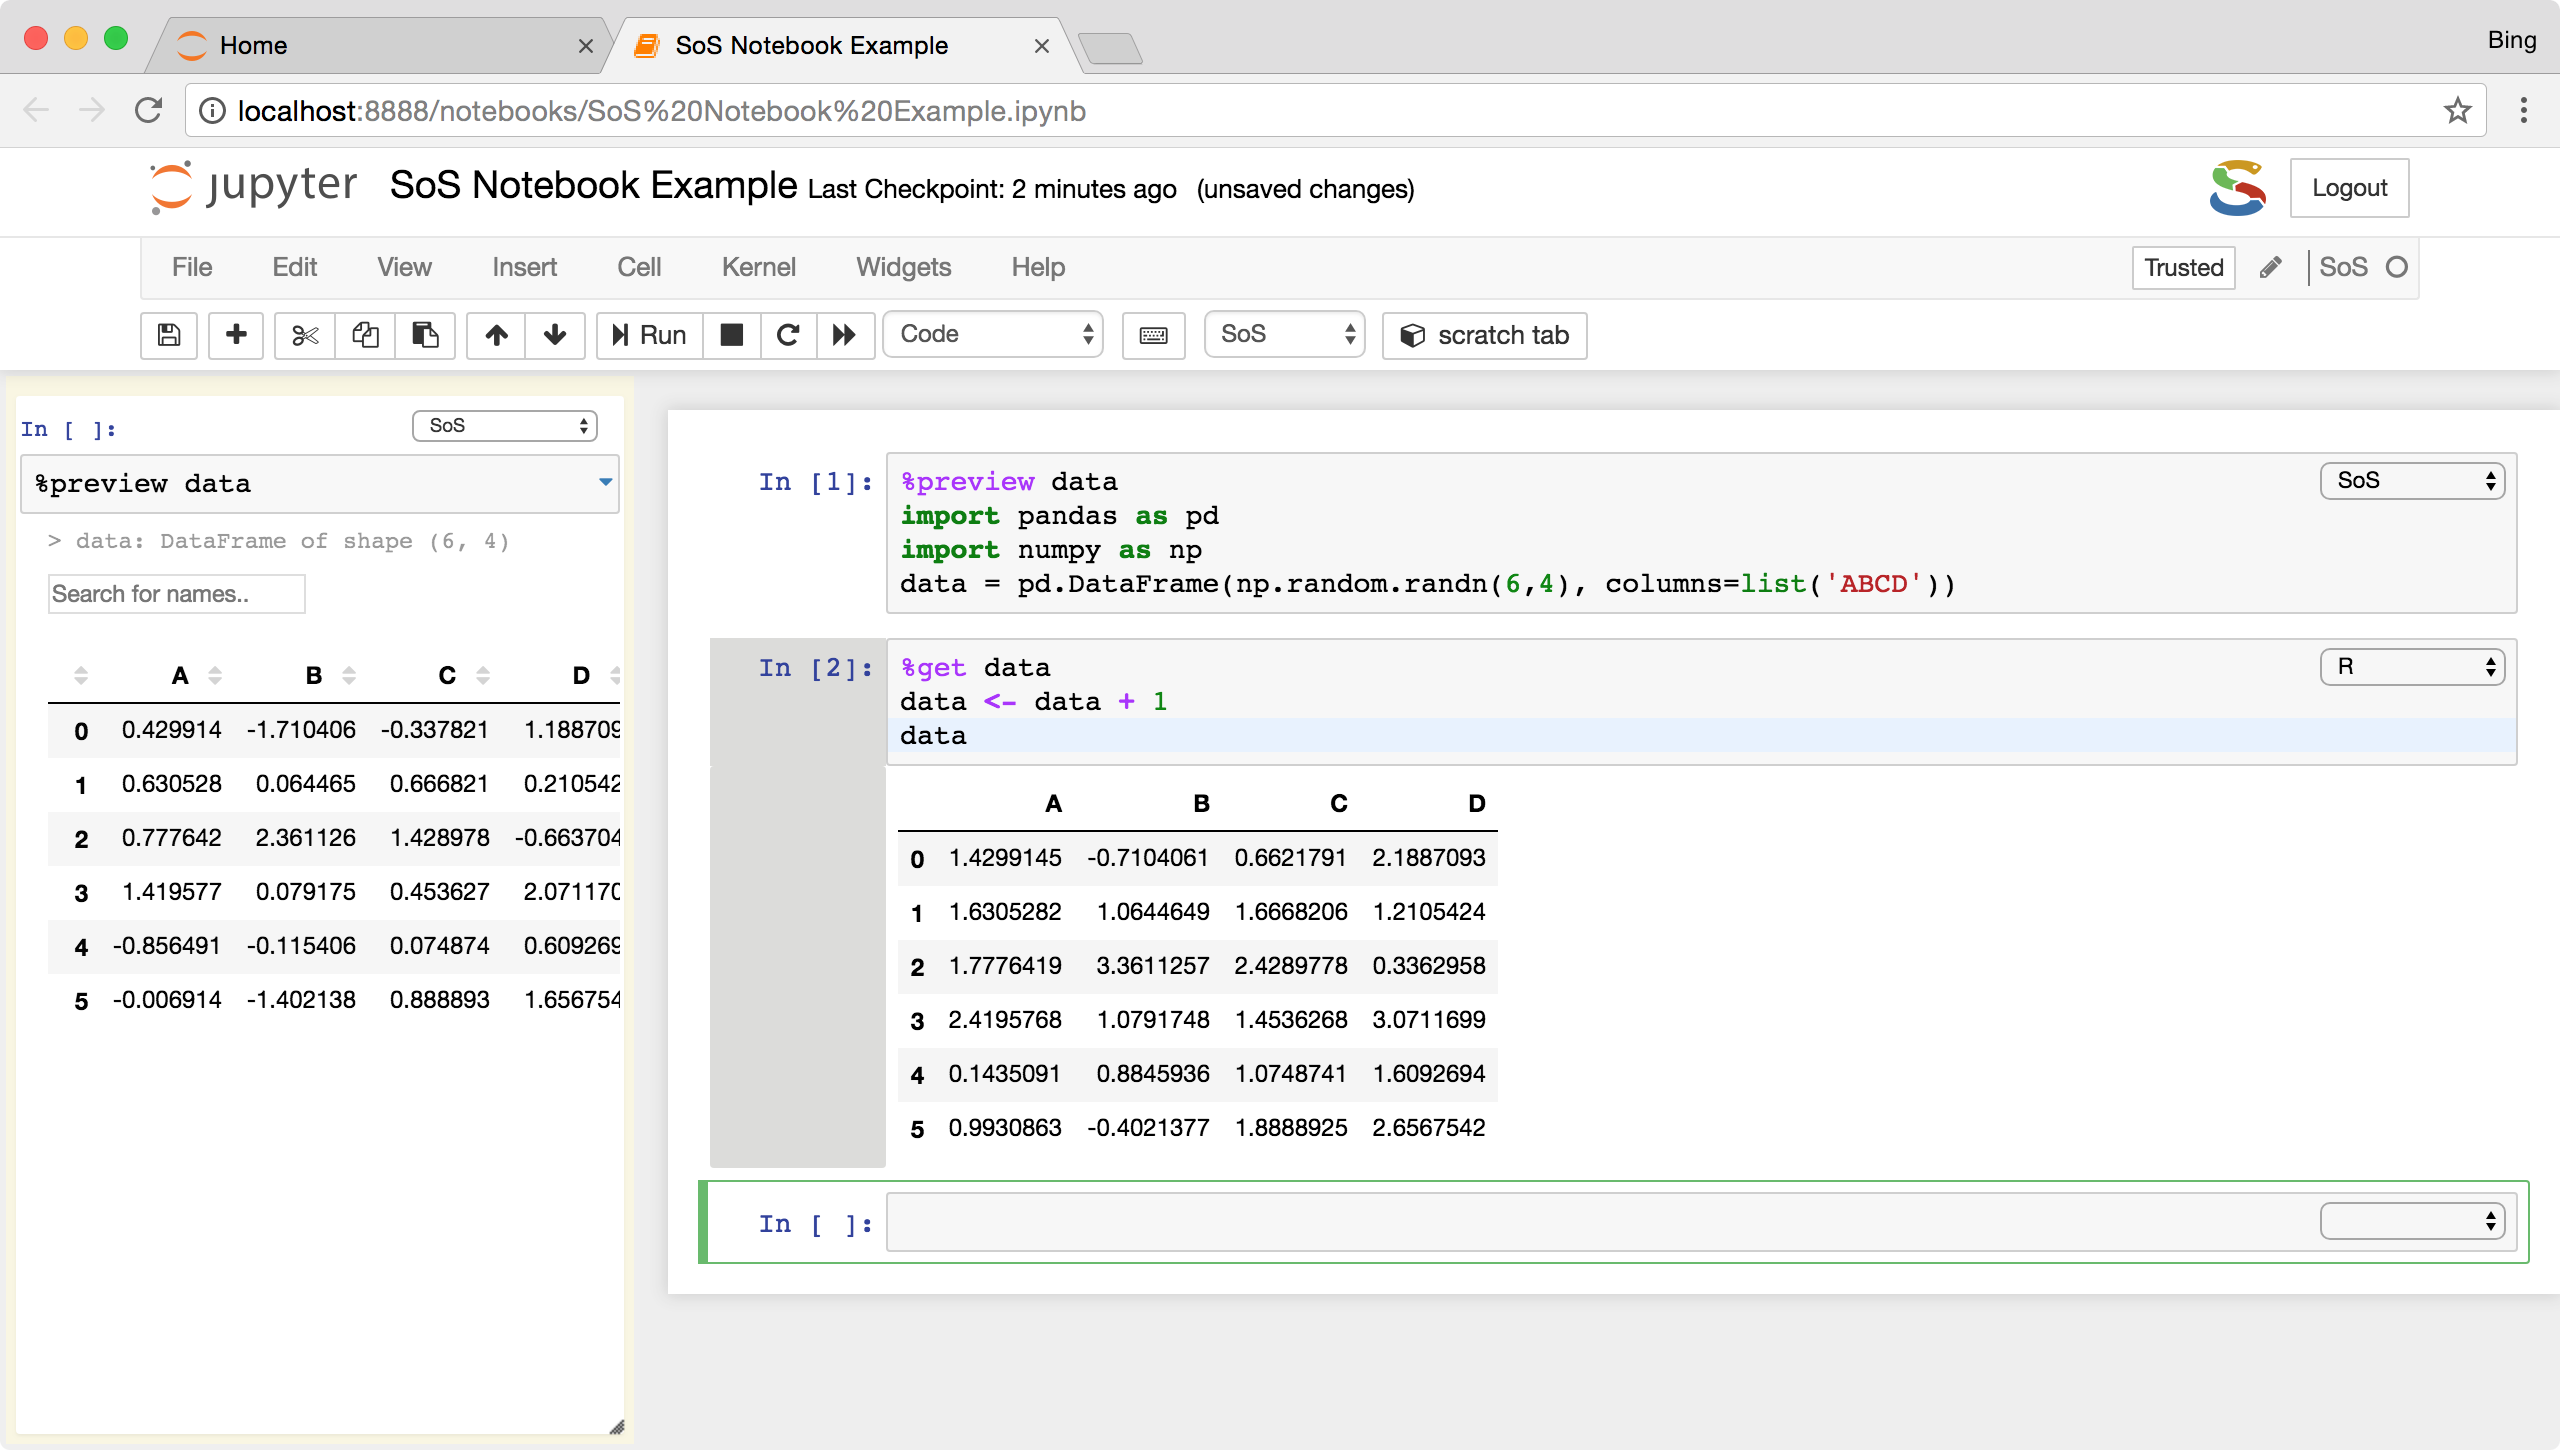 Home
SoS Notebook Example
Bing
localhost:8888/notebooks/SoS%20Notebook%20Example.ipynb
jupyter SoS Notebook Example Last Checkpoint: 2 minutes ago (unsaved changes)
Logout
File Edit View Insert Cell Kernel Widgets Help
Trusted
SoS
Run
Code
SoS
scratch tab
In [ ]:
SoS
%preview data
> data: DataFrame of shape (6, 4)
Search for names..
A B C D
0 0.429914 -1.710406 -0.337821 1.188709
1 0.630528 0.064465 0.666821 0.210542
2 0.777642 2.361126 1.428978 -0.663704
3 1.419577 0.079175 0.453627 2.071170
4 -0.856491 -0.115406 0.074874 0.609269
5 -0.006914 -1.402138 0.888893 1.656754
In [1]:
%preview data
SoS
import pandas as pd
import numpy as np
data = pd.DataFrame(np.random.randn(6,4), columns=list('ABCD'))
In [2]:
%get data
R
data <- data + 1
data
A B C D
0 1.4299145 -0.7104061 0.6621791 2.1887093
1 1.6305282 1.0644649 1.6668206 1.2105424
2 1.7776419 3.3611257 2.4289778 0.3362958
3 2.4195768 1.0791748 1.4536268 3.0711699
4 0.1435091 0.8845936 1.0748741 1.6092694
5 0.9930863 -0.4021377 1.8888925 2.6567542
In [ ]: